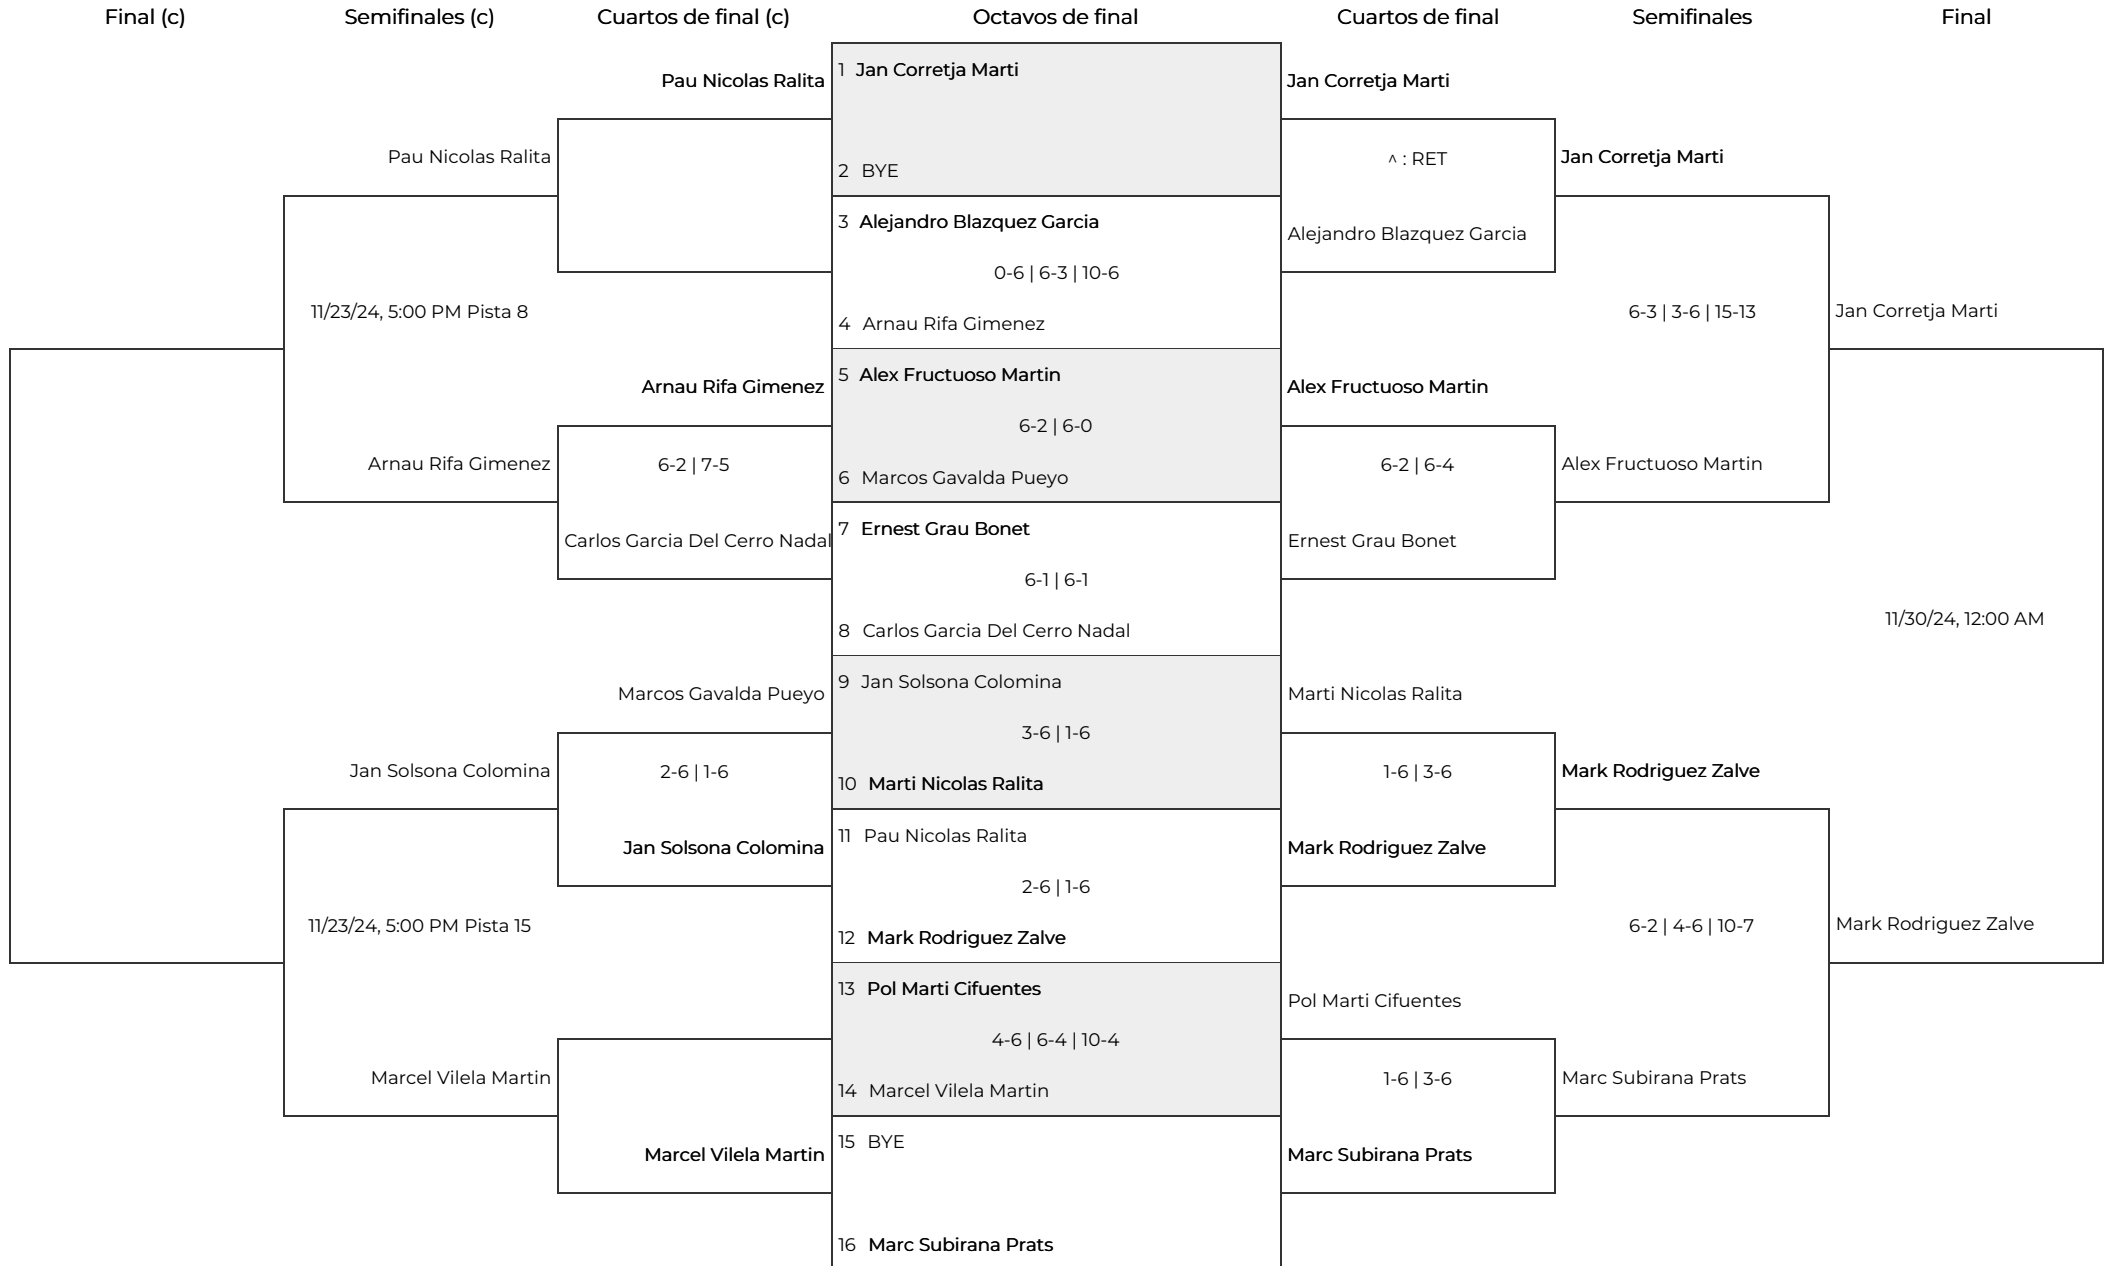 Final (c)
Semifinales (c)
Cuartos de final (c)
Octavos de final
Cuartos de final
Semifinales
Final
Pau Nicolas Ralita
Pau Nicolas Ralita
11/23/24, 5:00 PM Pista 8
Arnau Rifa Gimenez
Arnau Rifa Gimenez
6-2 | 7-5
Carlos Garcia Del Cerro Nadal
Marcos Gavalda Pueyo
Jan Solsona Colomina
2-6 | 1-6
Jan Solsona Colomina
11/23/24, 5:00 PM Pista 15
Marcel Vilela Martin
Marcel Vilela Martin
1 Jan Corretja Marti
2 BYE
3 Alejandro Blazquez Garcia
0-6 | 6-3 | 10-6
4 Arnau Rifa Gimenez
5 Alex Fructuoso Martin
6-2 | 6-0
6 Marcos Gavalda Pueyo
7 Ernest Grau Bonet
6-1 | 6-1
8 Carlos Garcia Del Cerro Nadal
9 Jan Solsona Colomina
3-6 | 1-6
10 Marti Nicolas Ralita
11 Pau Nicolas Ralita
2-6 | 1-6
12 Mark Rodriguez Zalve
13 Pol Marti Cifuentes
4-6 | 6-4 | 10-4
14 Marcel Vilela Martin
15 BYE
16 Marc Subirana Prats
Jan Corretja Marti
^ : RET
Alejandro Blazquez Garcia
Alex Fructuoso Martin
6-2 | 6-4
Ernest Grau Bonet
Marti Nicolas Ralita
1-6 | 3-6
Mark Rodriguez Zalve
Pol Marti Cifuentes
1-6 | 3-6
Marc Subirana Prats
Jan Corretja Marti
6-3 | 3-6 | 15-13
Alex Fructuoso Martin
Mark Rodriguez Zalve
6-2 | 4-6 | 10-7
Marc Subirana Prats
Jan Corretja Marti
11/30/24, 12:00 AM
Mark Rodriguez Zalve